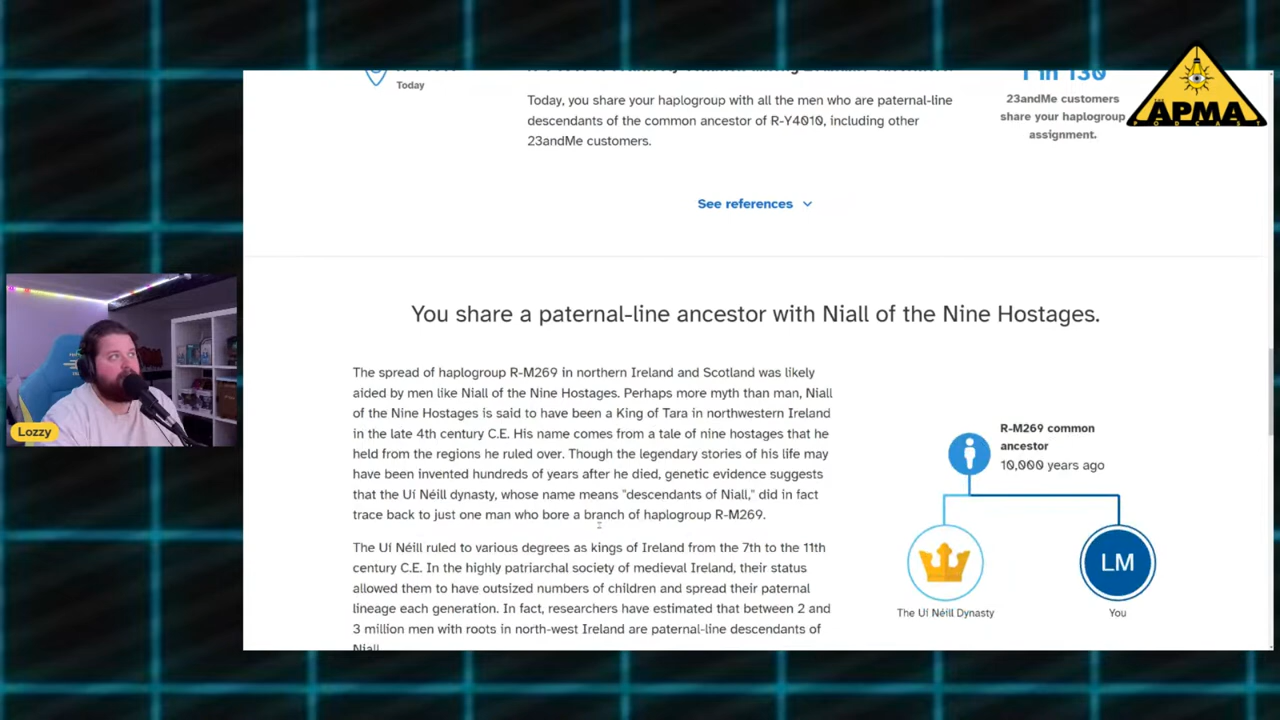 Today
Today, you share your haplogroup with all the men who are paternal-line
descendants of the common ancestor of R-Y4010, including other
23andMe customers.
1 in 130
23andMe customers
share your haplogroup
assignment.
THE
APMA
PODCAST
See references
You share a paternal-line ancestor with Niall of the Nine Hostages.
The spread of haplogroup R-M269 in northern Ireland and Scotland was likely
aided by men like Niall of the Nine Hostages. Perhaps more myth than man, Niall
of the Nine Hostages is said to have been a King of Tara in northwestern Ireland
in the late 4th century C.E. His name comes from a tale of nine hostages that he
held from the regions he ruled over. Though the legendary stories of his life may
have been invented hundreds of years after he died, genetic evidence suggests
that the Uí Néill dynasty, whose name means "descendants of Niall," did in fact
trace back to just one man who bore a branch of haplogroup R-M269.
The Uí Néill ruled to various degrees as kings of Ireland from the 7th to the 11th
century C.E. In the highly patriarchal society of medieval Ireland, their status
allowed them to have outsized numbers of children and spread their paternal
lineage each generation. In fact, researchers have estimated that between 2 and
3 million men with roots in north-west Ireland are paternal-line descendants of
Niall.
R-M269 common
ancestor
10,000 years ago
LM
The Uí Néill Dynasty
You
Lozzy